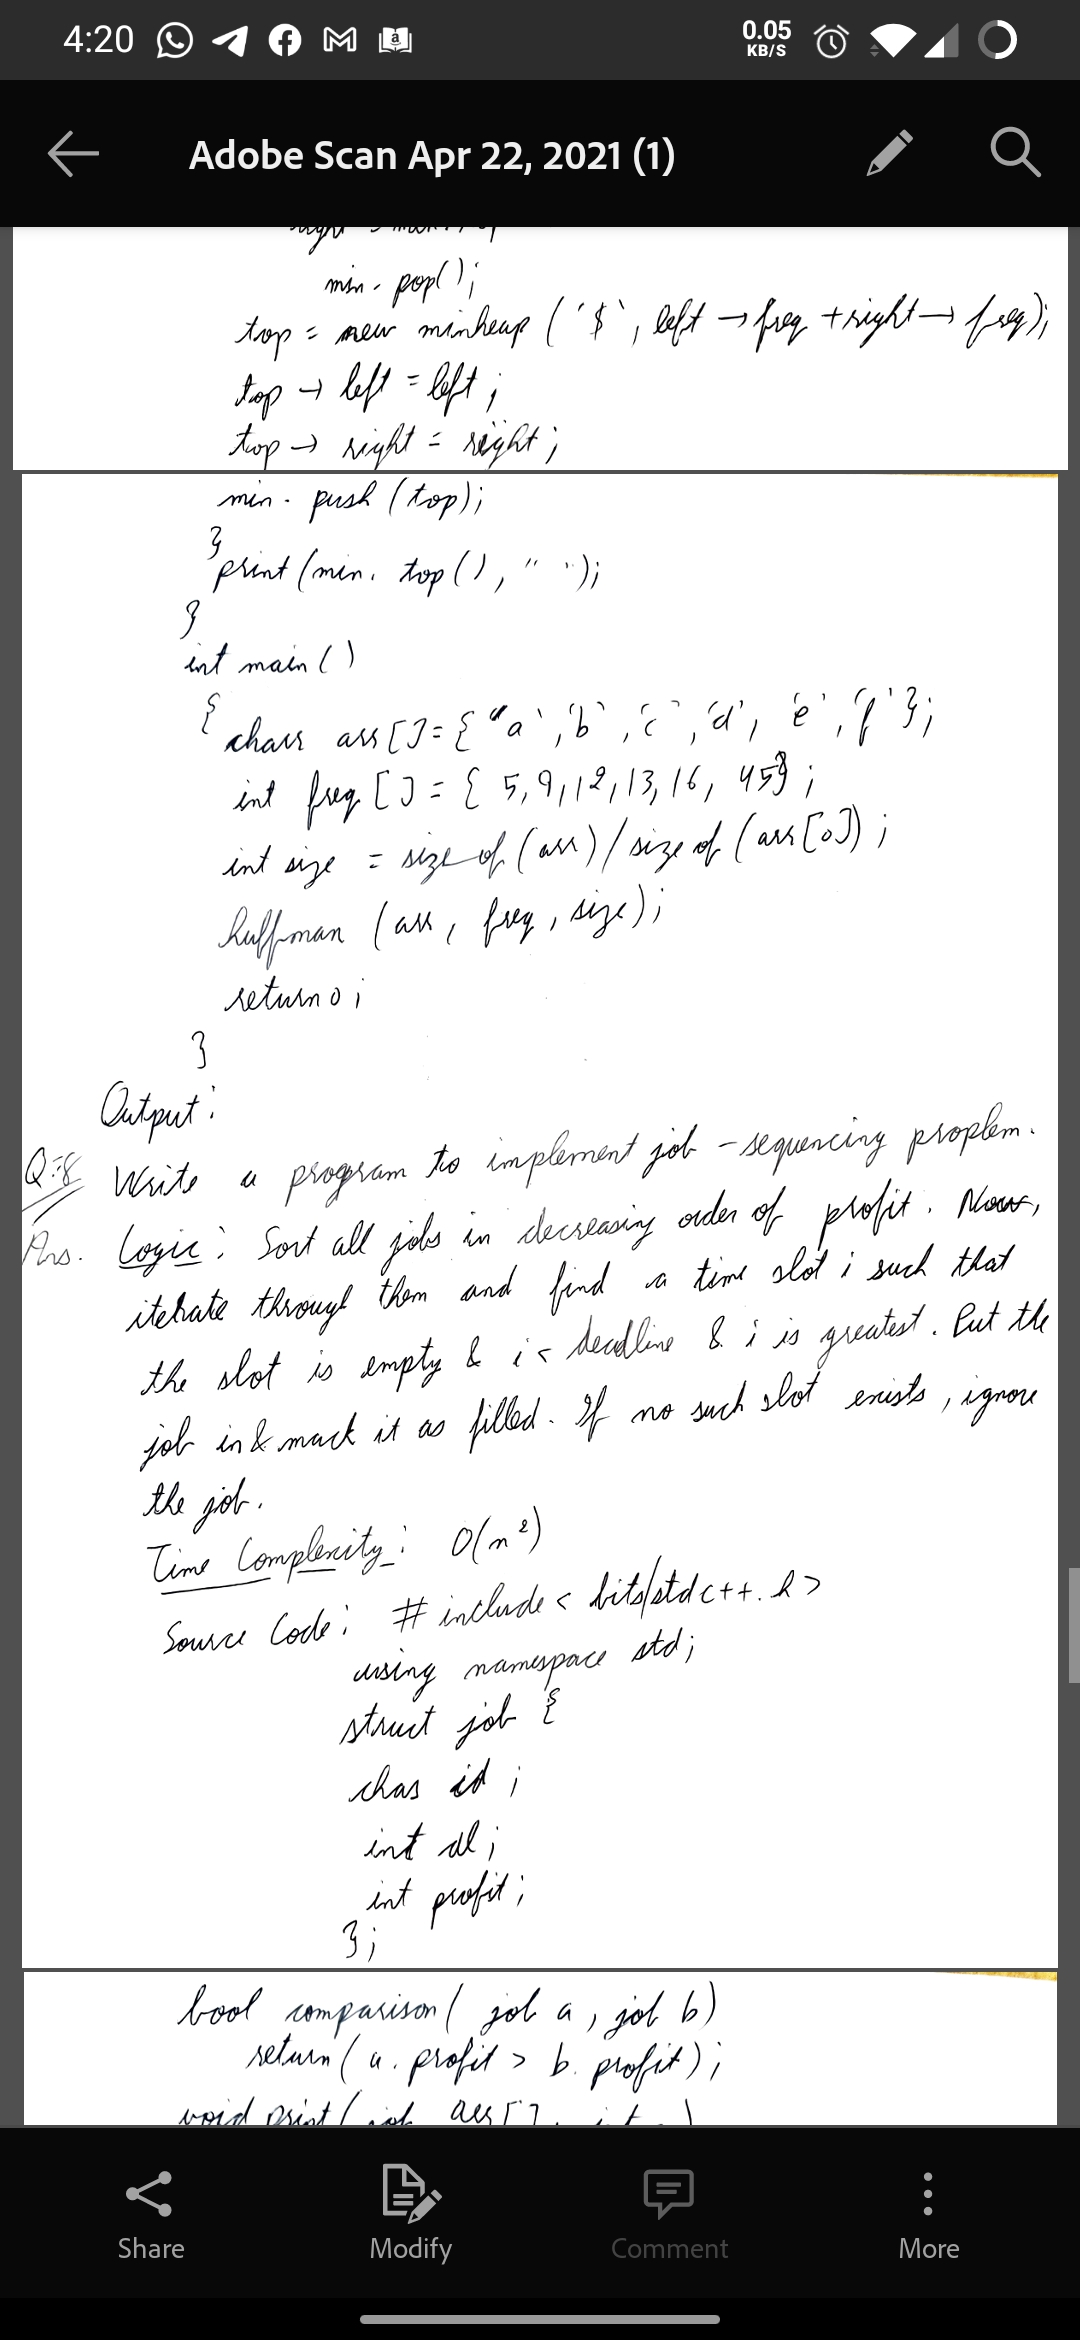 4:20
0.05
KB/S
Adobe Scan Apr 22, 2021 (1)
min. pop();
top = new minheap ('$', left → freq + right → freq);
top → left = left ;
top → right = right ;
min. push (top);
}
print (min. top(), " ");
}
int main()
{ char arr[]={"a','b','c','d', 'e','f'};
int freq [] = { 5,9,12,13,16, 45} ;
int size = size of (arr)/size of (arr[0]) ;
huffman (arr, freq, size);
return 0 ;
}
Output:
Q:8 Write a program to implement job - sequencing proplem.
Ans. Logic: Sort all jobs in decreasing order of profit. Now,
iterate through them and find a time slot i such that
the slot is empty & i < deadline & i is greatest. Put the
job in & mark it as filled. If no such slot exists, ignore
the job.
Time Complexity: O(n²)
Source Code: # include < bits/stdc++.h >
using namespace std;
struct job {
char id ;
int dl;
int profit;
};
bool comparison( job a, job b)
return( a. profit > b. profit);
void print( job arr[], int n)
Share
Modify
Comment
More